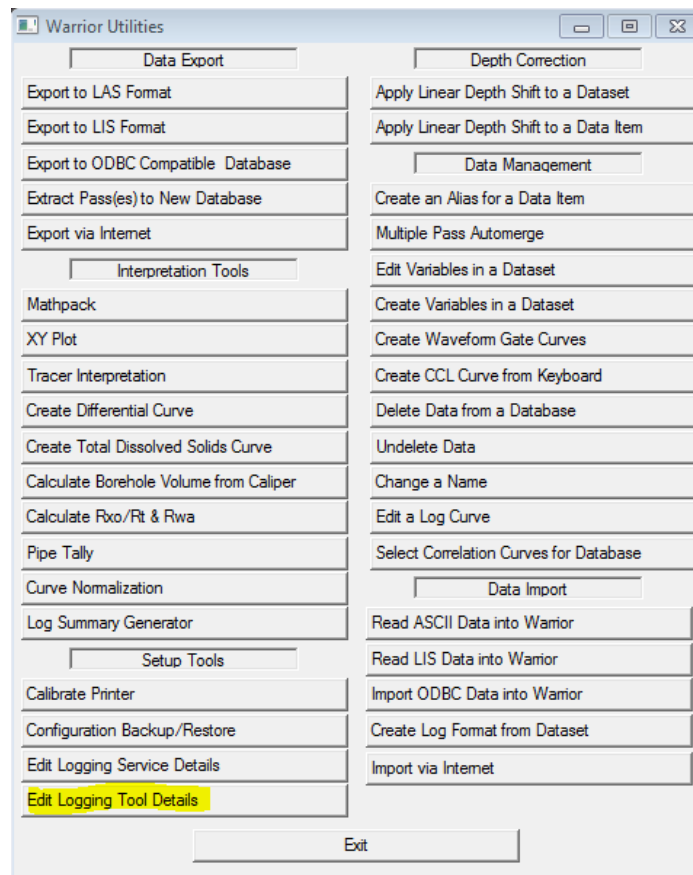 Warrior Utilities
Data Export
Export to LAS Format
Export to LIS Format
Export to ODBC Compatible Database
Extract Pass(es) to New Database
Export via Internet
Interpretation Tools
Mathpack
XY Plot
Tracer Interpretation
Create Differential Curve
Create Total Dissolved Solids Curve
Calculate Borehole Volume from Caliper
Calculate Rxo/Rt & Rwa
Pipe Tally
Curve Normalization
Log Summary Generator
Setup Tools
Calibrate Printer
Configuration Backup/Restore
Edit Logging Service Details
Edit Logging Tool Details
Depth Correction
Apply Linear Depth Shift to a Dataset
Apply Linear Depth Shift to a Data Item
Data Management
Create an Alias for a Data Item
Multiple Pass Automerge
Edit Variables in a Dataset
Create Variables in a Dataset
Create Waveform Gate Curves
Create CCL Curve from Keyboard
Delete Data from a Database
Undelete Data
Change a Name
Edit a Log Curve
Select Correlation Curves for Database
Data Import
Read ASCII Data into Warrior
Read LIS Data into Warrior
Import ODBC Data into Warrior
Create Log Format from Dataset
Import via Internet
Exit